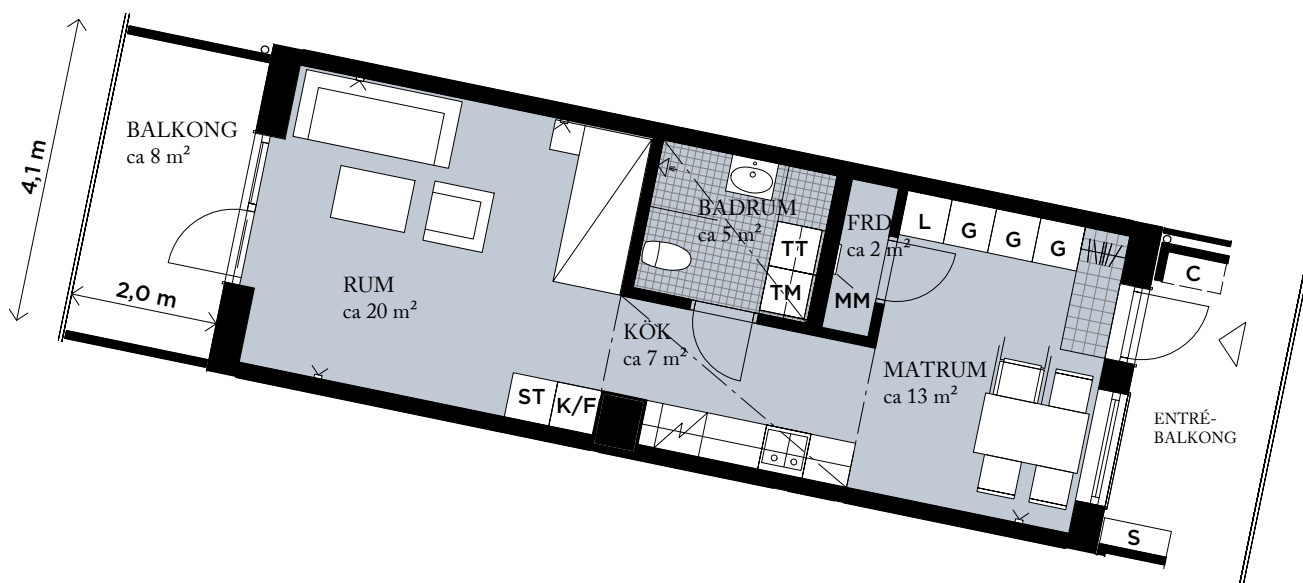 4,1 m
BALKONG
ca 8 m²
2,0 m
RUM
ca 20 m²
BADRUM
ca 5 m²
TT
TM
FRD
ca 2 m²
MM
L
G
G
G
C
KÖK
ca 7 m²
ST
K/F
MATRUM
ca 13 m²
ENTRÉ-
BALKONG
S